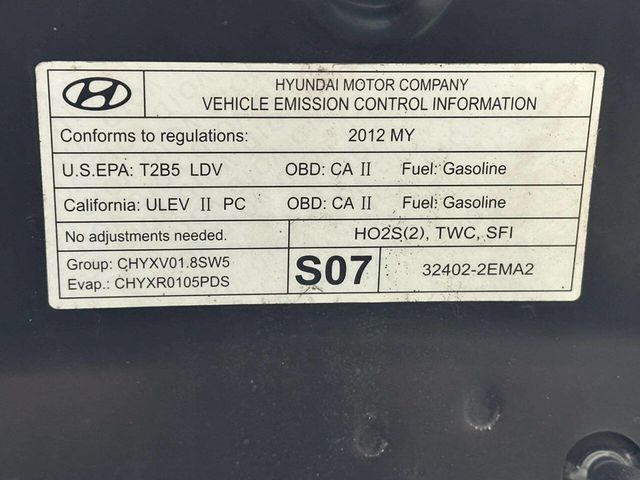 HYUNDAI MOTOR COMPANY
VEHICLE EMISSION CONTROL INFORMATION
Conforms to regulations: 2012 MY
U.S.EPA: T2B5 LDV OBD: CA II Fuel: Gasoline
California: ULEV II PC OBD: CA II Fuel: Gasoline
No adjustments needed. HO2S(2), TWC, SFI
Group: CHYXV01.8SW5
Evap.: CHYXR0105PDS
S07
32402-2EMA2